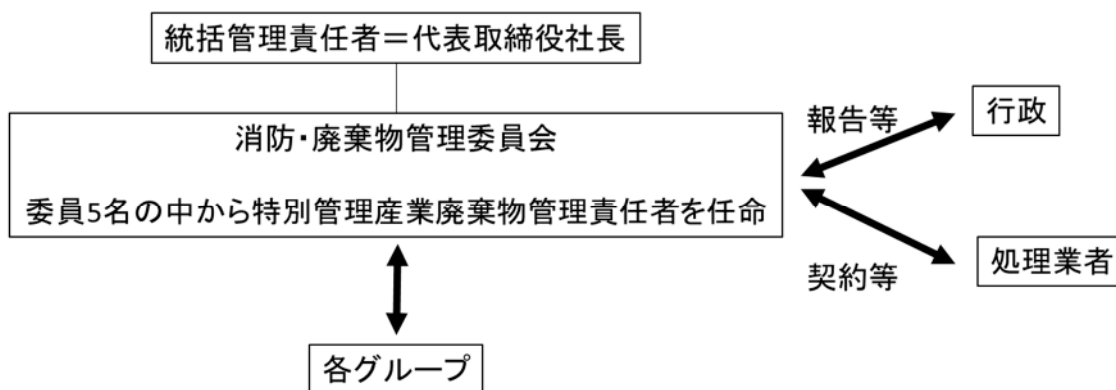 統括管理責任者＝代表取締役社長
消防・廃棄物管理委員会
委員5名の中から特別管理産業廃棄物管理責任者を任命
報告等
行政
契約等
処理業者
各グループ